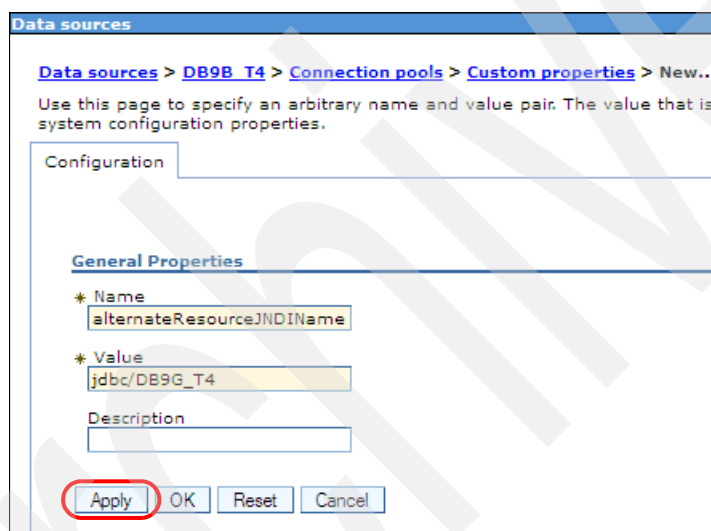 Data sources
Data sources > DB9B_T4 > Connection pools > Custom properties > New..
Use this page to specify an arbitrary name and value pair. The value that is
system configuration properties.
Configuration
General Properties
* Name
alternateResourceJNDIName
* Value
jdbc/DB9G_T4
Description
Apply OK Reset Cancel